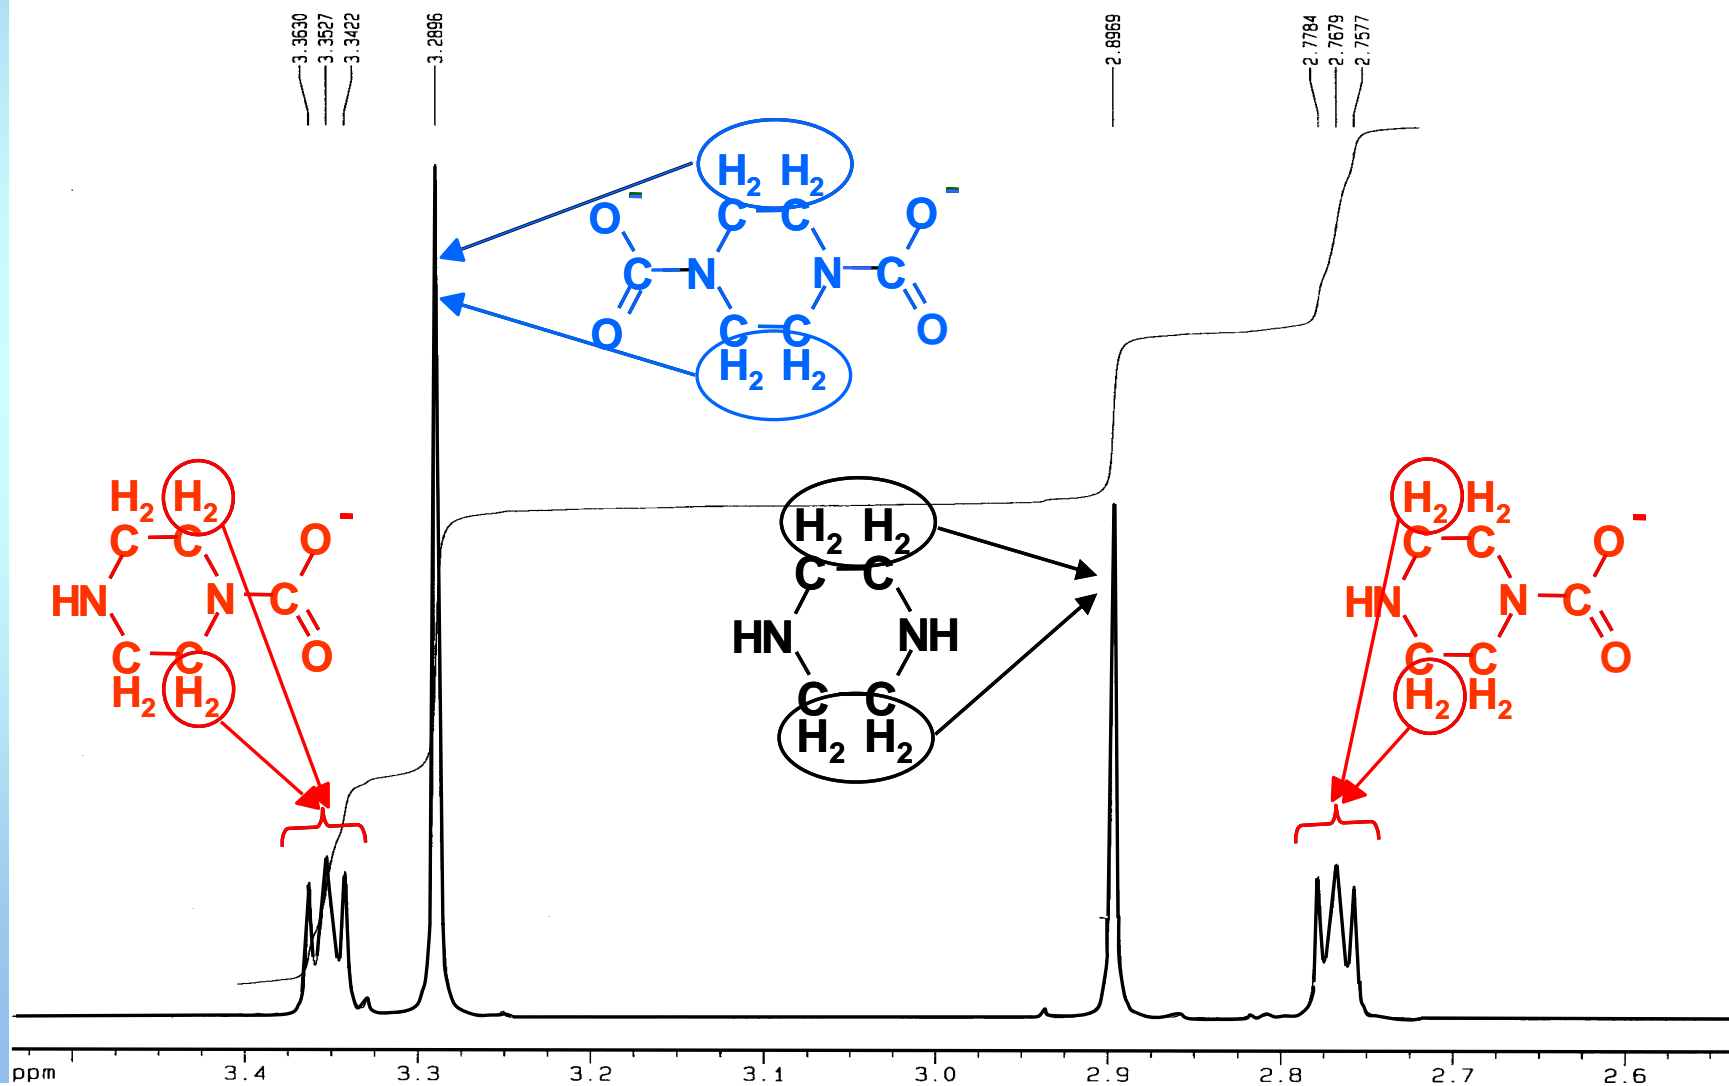 3.3630
3.3527
3.3422
3.2896
2.8969
2.7784
2.7679
2.7577
H₂ H₂
O⁻ C C O⁻
C N N C
O C C O
H₂ H₂
H₂ H₂
C C O⁻
HN N C
C C O
H₂ H₂
H₂ H₂
C C
HN NH
C C
H₂ H₂
H₂ H₂
C C O⁻
HN N C
C C O
H₂ H₂
ppm 3.4 3.3 3.2 3.1 3.0 2.9 2.8 2.7 2.6